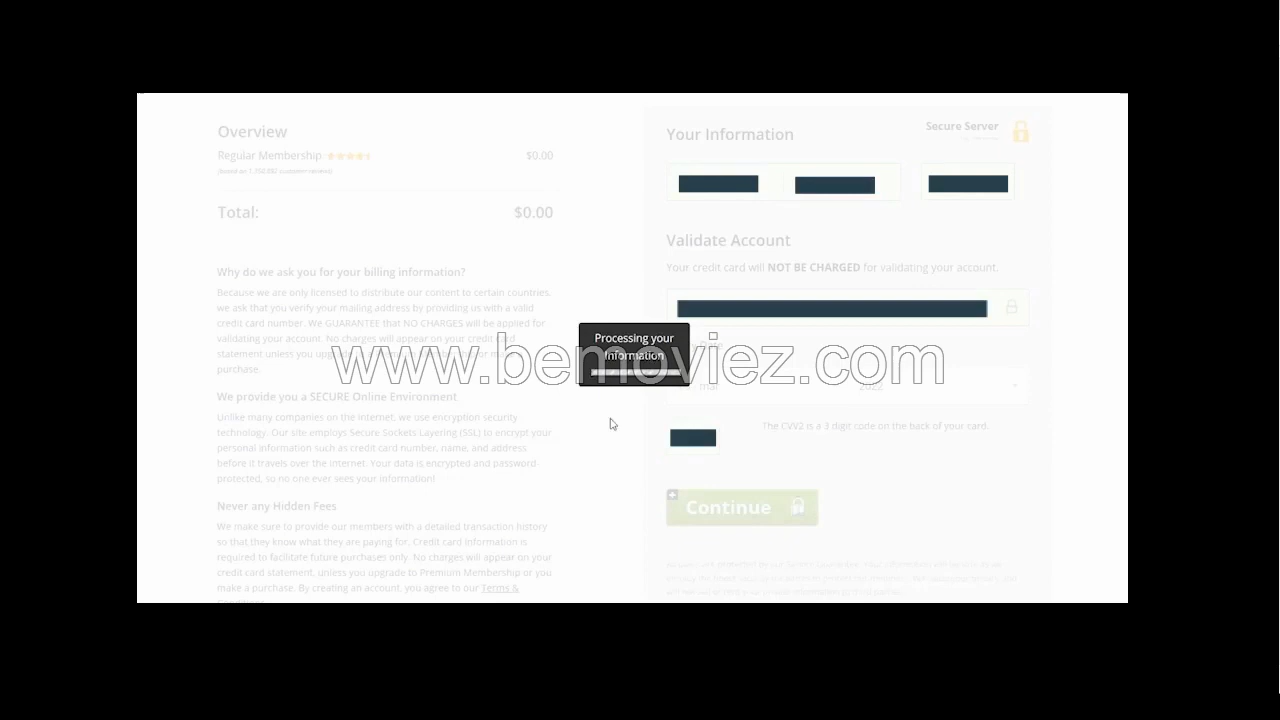 Overview
Regular Membership
$0.00
Total:
$0.00
Why do we ask you for your billing information?
Because we are only licensed to distribute our content to certain countries,
we ask that you verify your mailing address by providing us with a valid
credit card number. We GUARANTEE that NO CHARGES will be applied for
validating your account. No charges will appear on your credit card
statement unless you
purchase.
We provide you a SECURE Online Environment
Unlike many companies on the Internet, we use encryption security
technology. Our site employs Secure Sockets Layering (SSL) to encrypt your
personal information such as credit card number, name, and address
before it travels over the internet. Your data is encrypted and password-
protected, so no one ever sees your information!
Never any Hidden Fees
We make sure to provide our members with a detailed transaction history
so that they know what they are paying for. Credit card information is
required to facilitate future purchases only. No charges will appear on your
credit card statement, unless you upgrade to Premium Membership or you
make a purchase. By creating an account, you agree to our Terms &
Your Information
Secure Server
Validate Account
Your credit card will NOT BE CHARGED for validating your account.
Processing your
Information
www.bemoviez.com
mai
2022
The CVV2 is a 3 digit code on the back of your card.
Continue